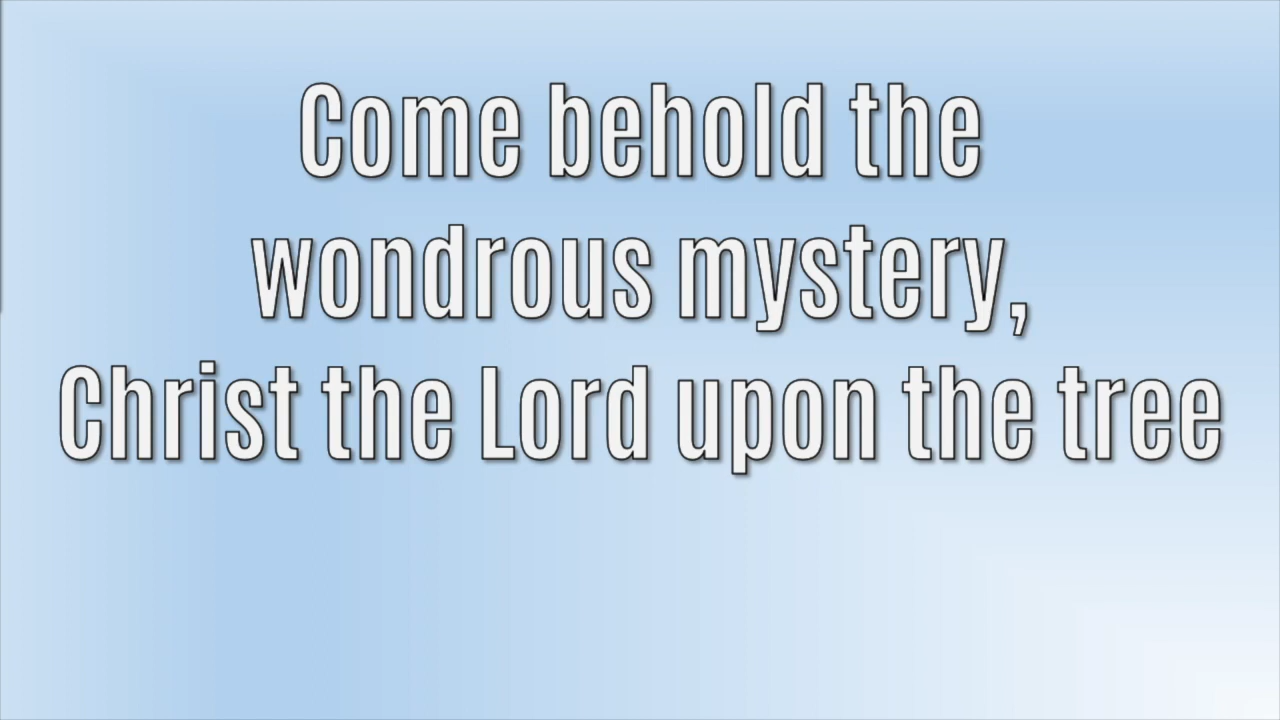 Come behold the
wondrous mystery,
Christ the Lord upon the tree